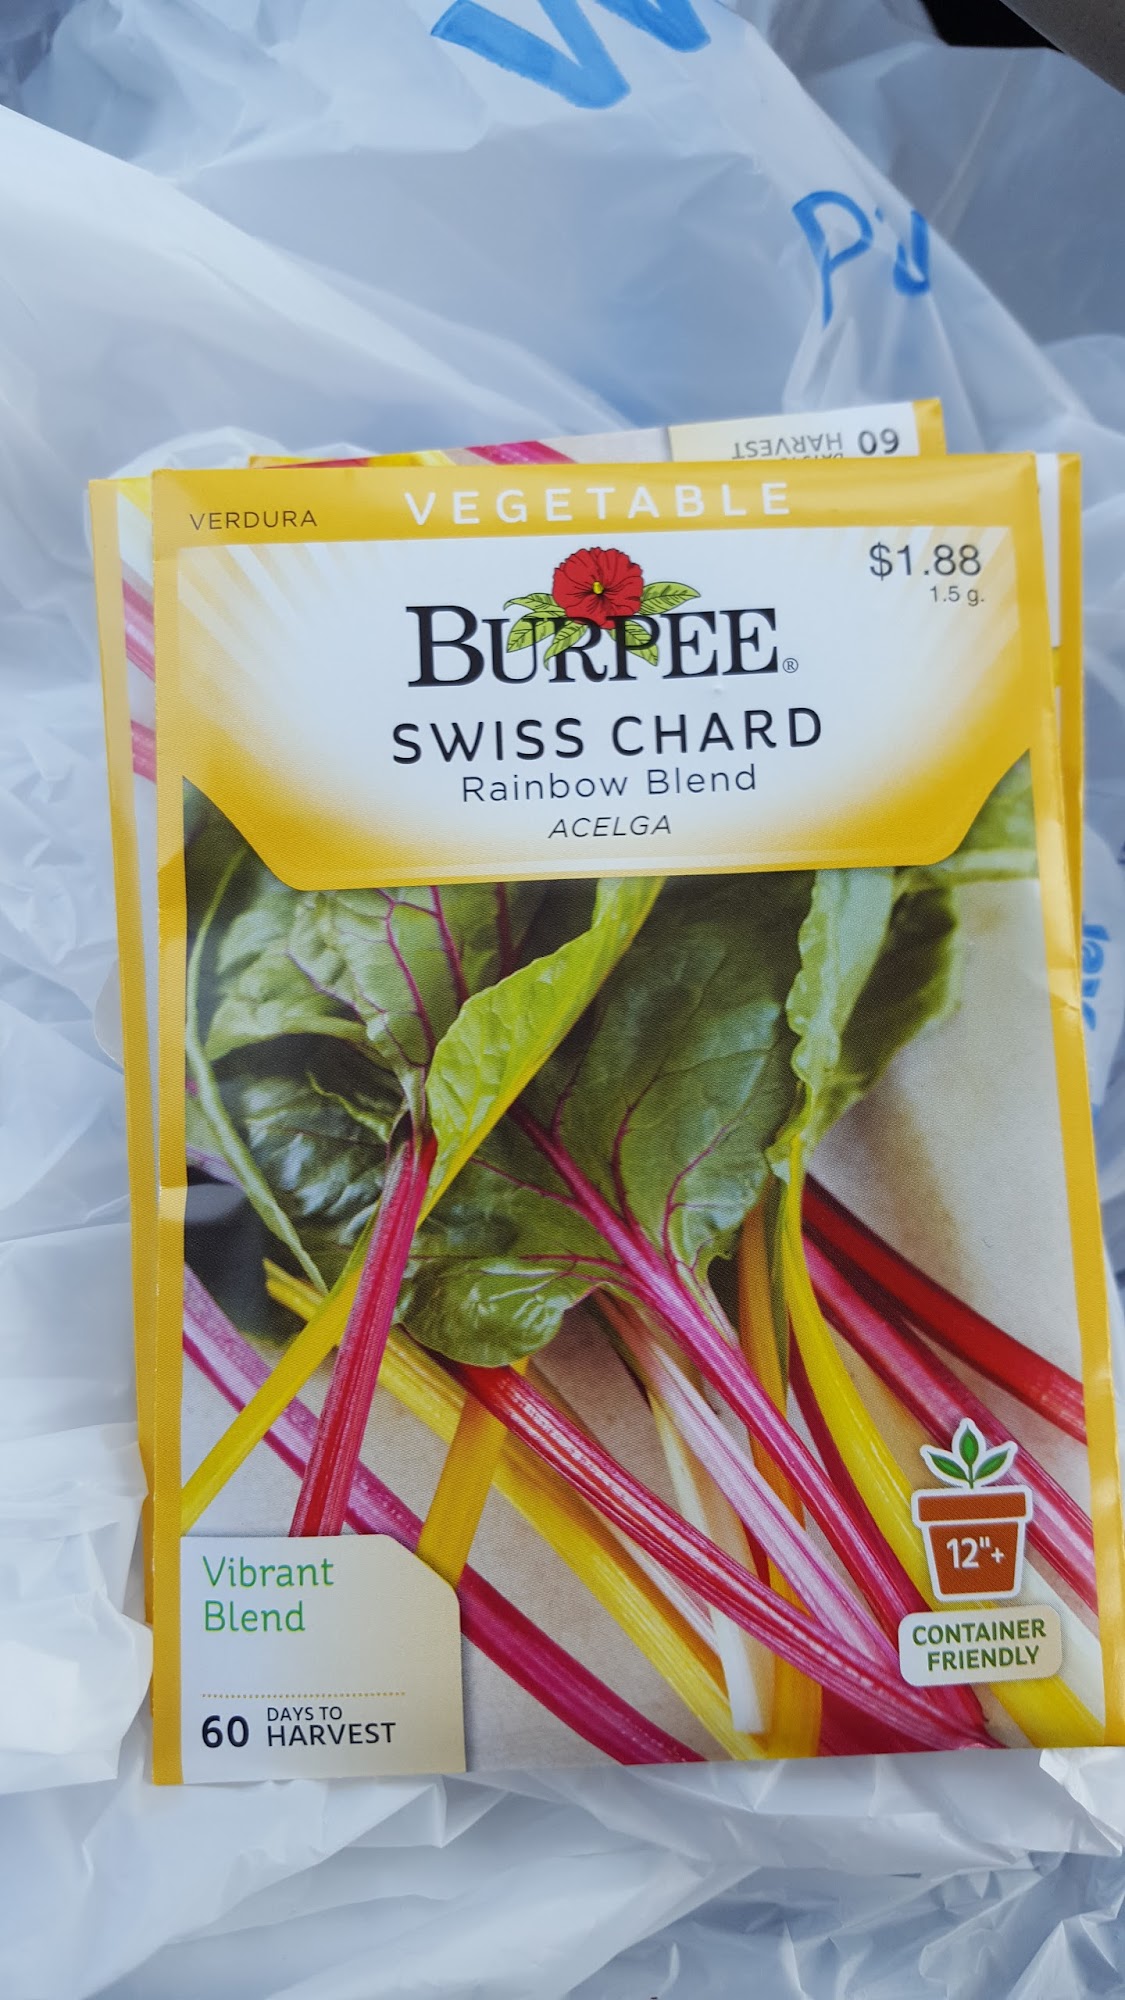 60
HARVEST
VERDURA
VEGETABLE
$1.88
1.5 g.
BURPEE®
SWISS CHARD
Rainbow Blend
ACELGA
Vibrant
Blend
60 DAYS TO
HARVEST
12"+
CONTAINER
FRIENDLY